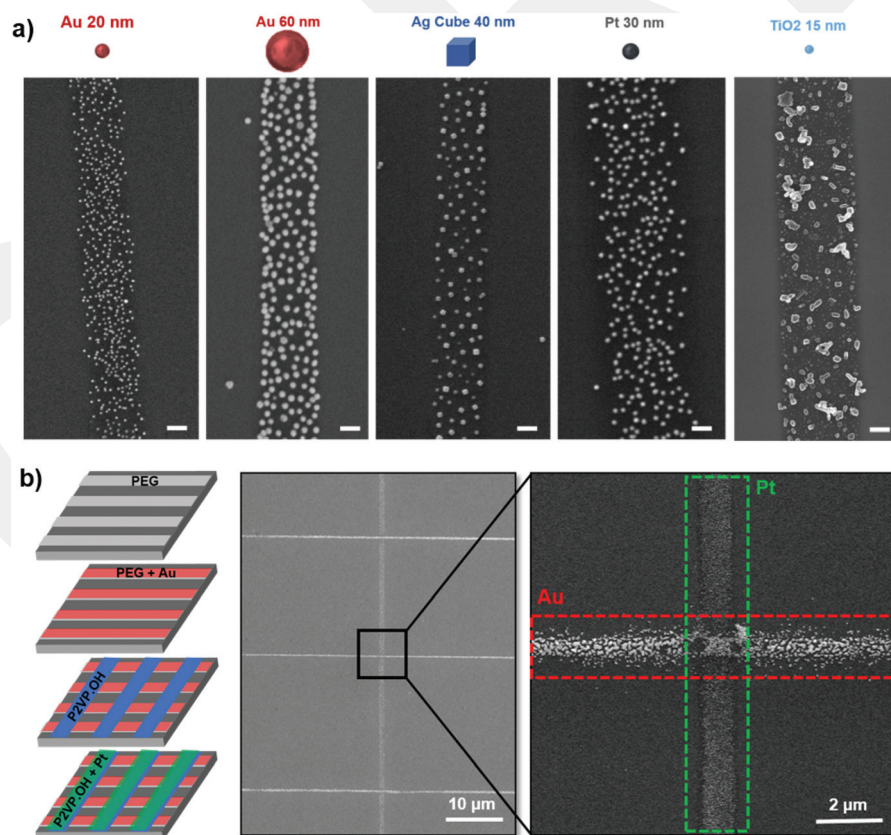 a)
Au 20 nm
Au 60 nm
Ag Cube 40 nm
Pt 30 nm
TiO2 15 nm
b)
PEG
PEG + Au
P2VP.OH
P2VP.OH + Pt
10 µm
Pt
Au
2 µm